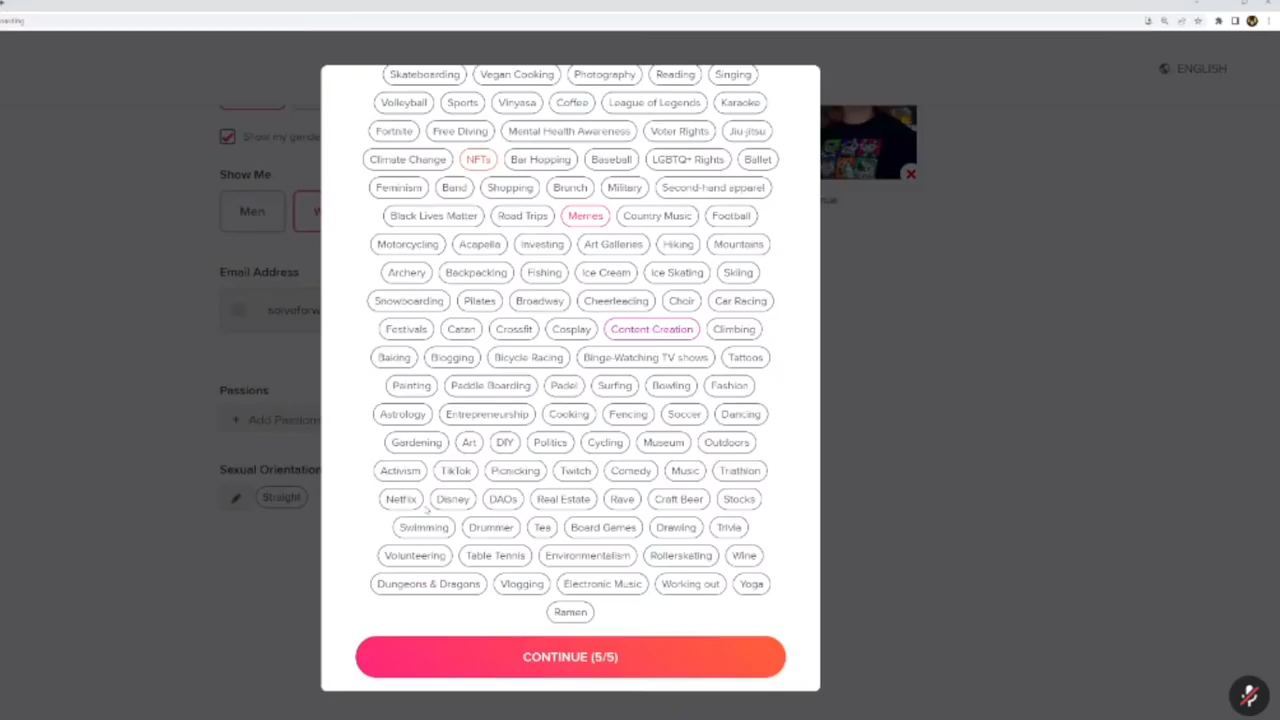 ENGLISH
Skateboarding Vegan Cooking Photography Reading Singing
Volleyball Sports Vinyasa Coffee League of Legends Karaoke
Fortnite Free Diving Mental Health Awareness Voter Rights Jiu-jitsu
Climate Change NFTs Bar Hopping Baseball LGBTQ+ Rights Ballet
Feminism Band Shopping Brunch Military Second-hand apparel
Black Lives Matter Road Trips Memes Country Music Football
Motorcycling Acapella Investing Art Galleries Hiking Mountains
Archery Backpacking Fishing Ice Cream Ice Skating Skiing
Snowboarding Pilates Broadway Cheerleading Choir Car Racing
Festivals Catan Crossfit Cosplay Content Creation Climbing
Baking Blogging Bicycle Racing Binge-Watching TV shows Tattoos
Painting Paddle Boarding Padel Surfing Bowling Fashion
Astrology Entrepreneurship Cooking Fencing Soccer Dancing
Gardening Art DIY Politics Cycling Museum Outdoors
Activism TikTok Picnicking Twitch Comedy Music Triathlon
Netflix Disney DAOs Real Estate Rave Craft Beer Stocks
Swimming Drummer Tea Board Games Drawing Trivia
Volunteering Table Tennis Environmentalism Rollerskating Wine
Dungeons & Dragons Vlogging Electronic Music Working out Yoga
Ramen
CONTINUE (5/5)
Show my gende
Show Me
Men W
Email Address
solveforw
Passions
+ Add Passions
Sexual Orientation
Straight